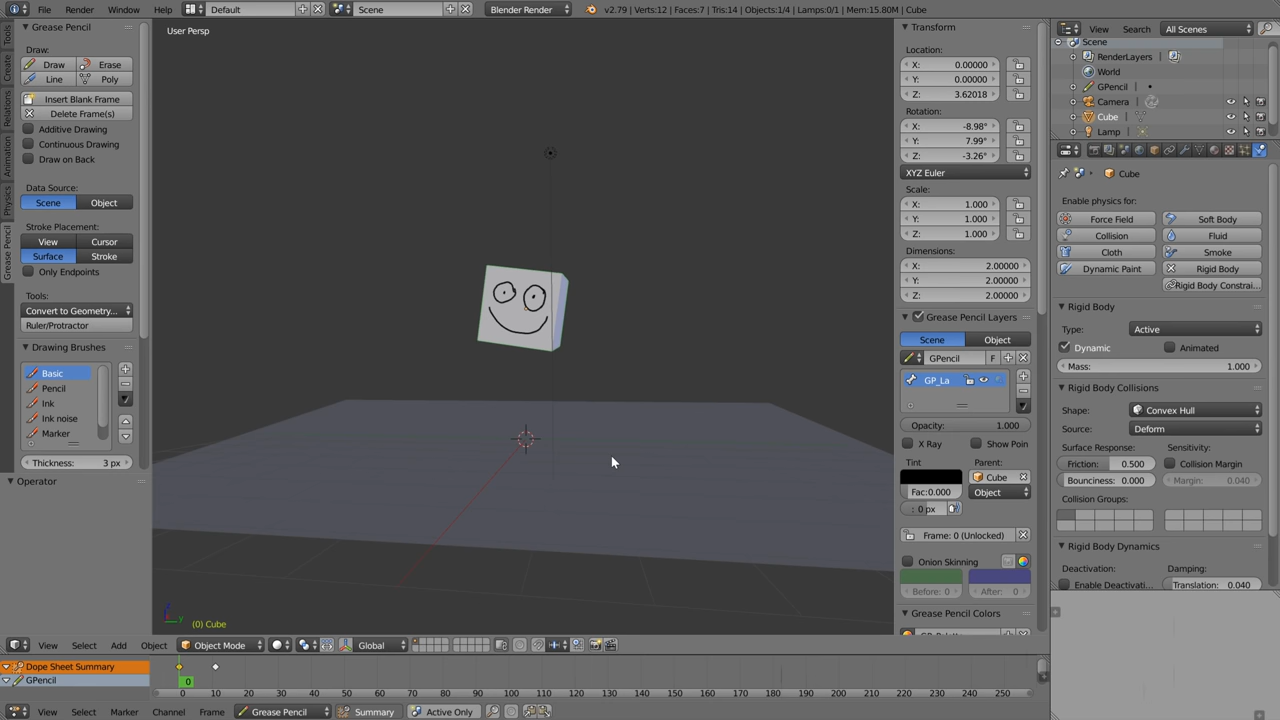 File Render Window Help Default Scene Blender Render v2.79 | Verts:12 | Faces:7 | Tris:14 | Objects:1/4 | Lamps:0/1 | Mem:15.80M | Cube View Search All Scenes
Tools
Create
Relations
Animation
Physics
Grease Pencil
Grease Pencil
Draw:
Draw Erase
Line Poly
Insert Blank Frame
Delete Frame(s)
Additive Drawing
Continuous Drawing
Draw on Back
Data Source:
Scene Object
Stroke Placement:
View Cursor
Surface Stroke
Only Endpoints
Tools:
Convert to Geometry...
Ruler/Protractor
Drawing Brushes
Basic
Pencil
Ink
Ink noise
Marker
Thickness: 3 px
Operator
User Persp
(0) Cube
Transform
Location:
X: 0.00000
Y: 0.00000
Z: 3.62018
Rotation:
X: -8.98°
Y: 7.99°
Z: -3.26°
XYZ Euler
Scale:
X: 1.000
Y: 1.000
Z: 1.000
Dimensions:
X: 2.00000
Y: 2.00000
Z: 2.00000
Grease Pencil Layers
Scene Object
GPencil F
GP_La
Opacity: 1.000
X Ray Show Poin
Tint Parent:
Cube
Fac:0.000 Object
: 0 px
Frame: 0 (Unlocked)
Onion Skinning
Before: 0 After: 0
Grease Pencil Colors
Scene
RenderLayers
World
GPencil
Camera
Cube
Lamp
Cube
Enable physics for:
Force Field Soft Body
Collision Fluid
Cloth Smoke
Dynamic Paint Rigid Body
Rigid Body Constrai...
Rigid Body
Type: Active
Dynamic Animated
Mass: 1.000
Rigid Body Collisions
Shape: Convex Hull
Source: Deform
Surface Response: Sensitivity:
Friction: 0.500 Collision Margin
Bounciness: 0.000 Margin: 0.040
Collision Groups:
Rigid Body Dynamics
Deactivation: Damping:
Enable Deactivati... Translation: 0.040
View Select Add Object Object Mode Global
Dope Sheet Summary
GPencil 0
0 10 20 30 40 50 60 70 80 90 100 110 120 130 140 150 160 170 180 190 200 210 220 230 240 250
View Select Marker Channel Frame Grease Pencil Summary Active Only